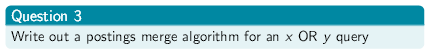 Question 3
Write out a postings merge algorithm for an x OR y query